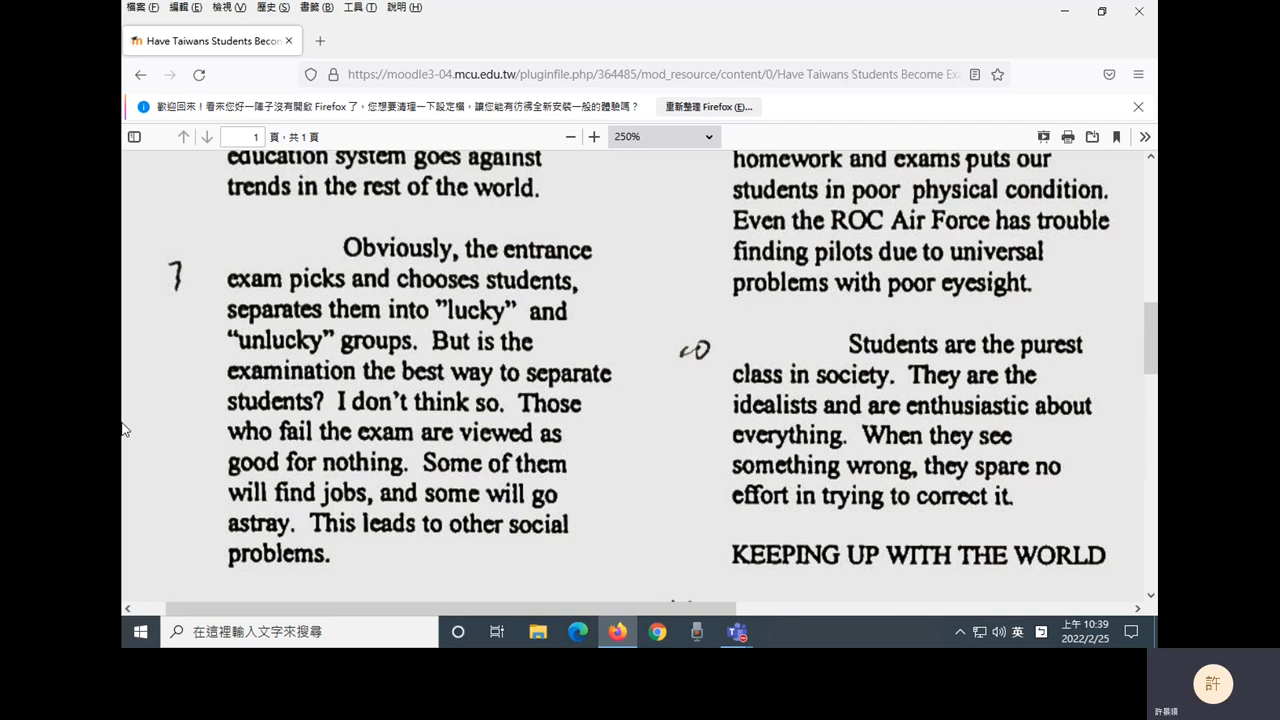 檔案(F) 編輯(E) 檢視(V) 歷史(S) 書籤(B) 工具(T) 說明(H)
Have Taiwans Students Becom
https://moodle3-54.mcu.edu.tw/pluginfile.php/364485/mod_resource/content/0/Have Taiwans Students Become Ex
歡迎回來！看來您好一陣子沒有開啟 Firefox 了，您想要清理一下設定檔，讓您能有彷彿全新安裝一般的體驗嗎？ 重新整理 Firefox (E)...
1 頁，共 1 頁 250%
education system goes against
trends in the rest of the world.
7
Obviously, the entrance
exam picks and chooses students,
separates them into "lucky" and
"unlucky" groups. But is the
examination the best way to separate
students? I don't think so. Those
who fail the exam are viewed as
good for nothing. Some of them
will find jobs, and some will go
astray. This leads to other social
problems.
homework and exams puts our
students in poor physical condition.
Even the ROC Air Force has trouble
finding pilots due to universal
problems with poor eyesight.
10
Students are the purest
class in society. They are the
idealists and are enthusiastic about
everything. When they see
something wrong, they spare no
effort in trying to correct it.
KEEPING UP WITH THE WORLD
在這裡輸入文字來搜尋
英
上午 10:39
2022/2/25
許